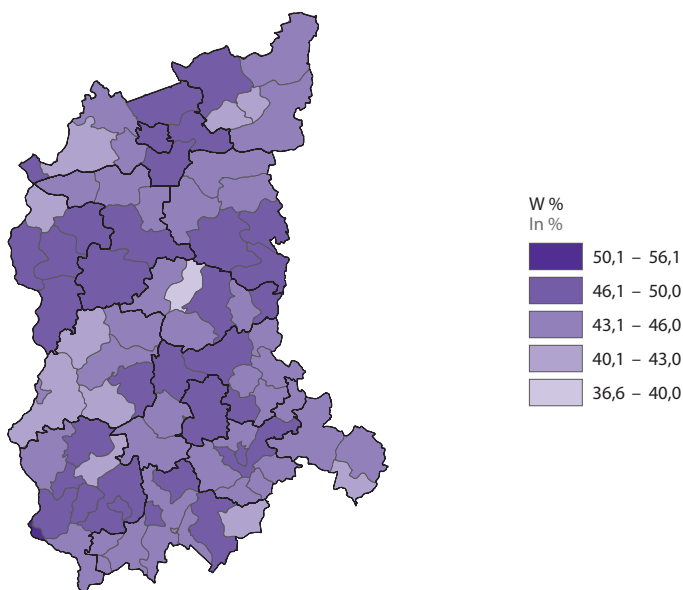 W %
In %
50,1 – 56,1
46,1 – 50,0
43,1 – 46,0
40,1 – 43,0
36,6 – 40,0